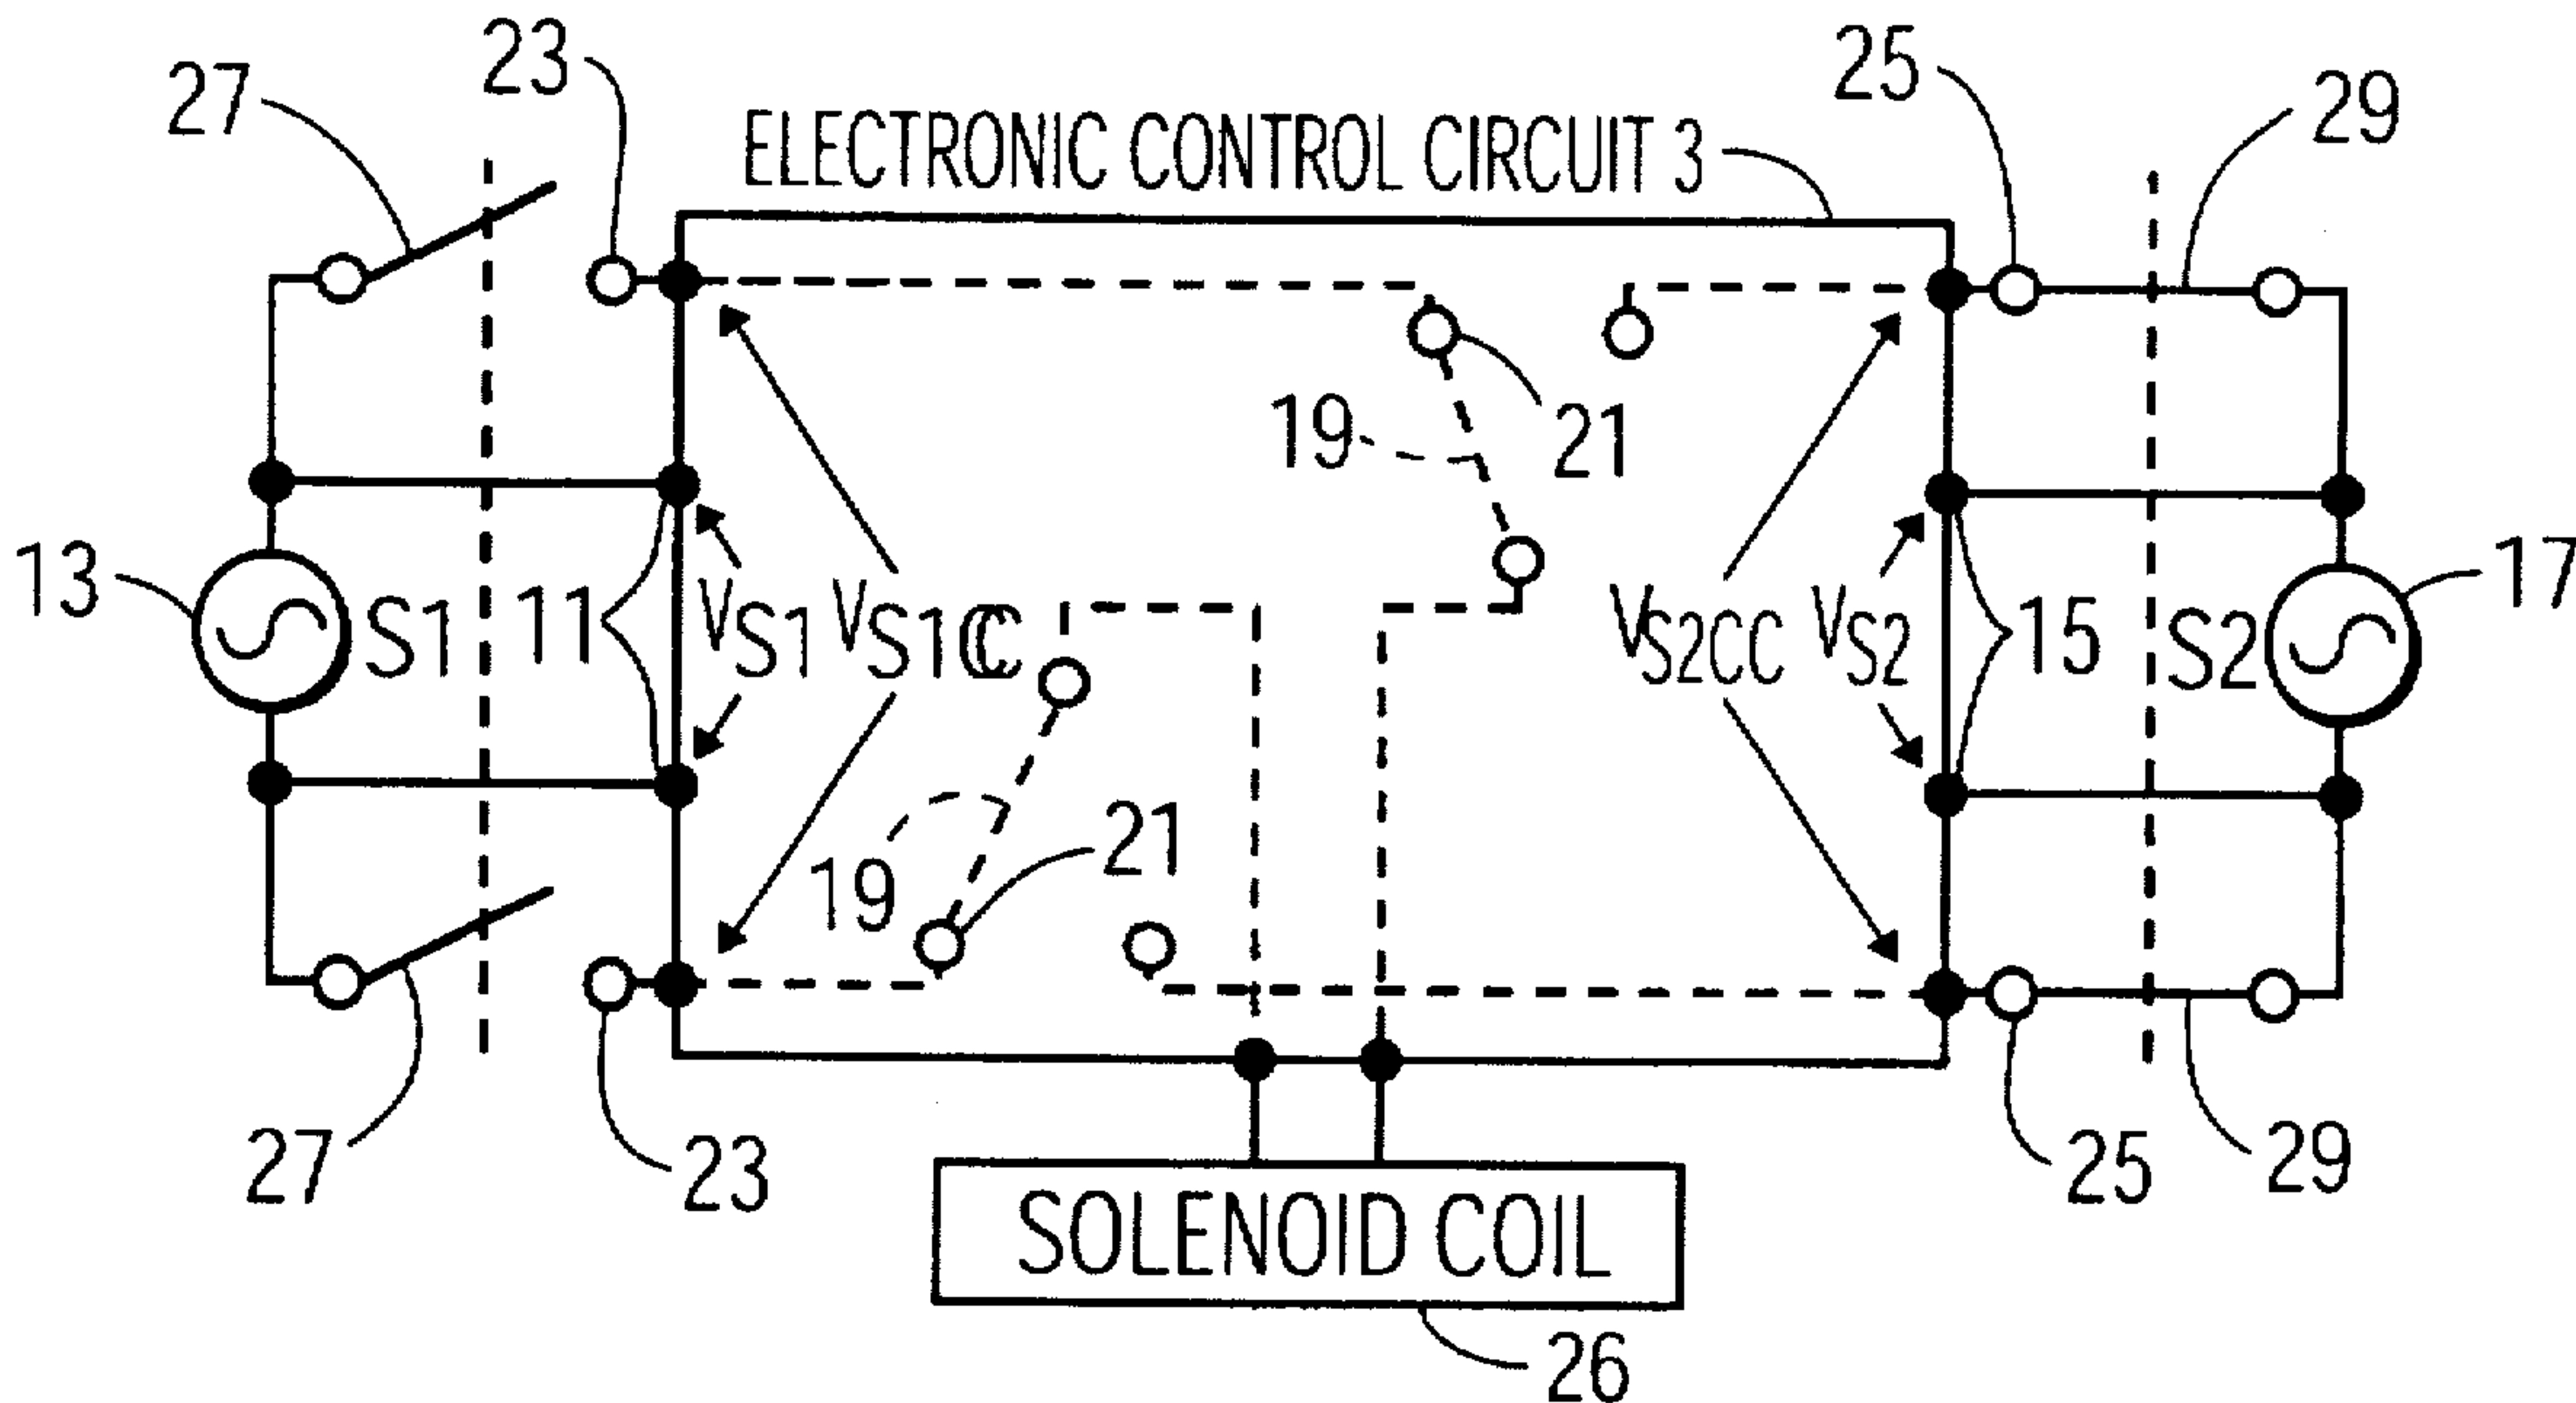 27
23
ELECTRONIC CONTROL CIRCUIT 3
25
29
19
21
13
S1
11
VS1
VS1CC
VS2CC
VS2
15
S2
17
19
21
27
23
25
29
SOLENOID COIL
26